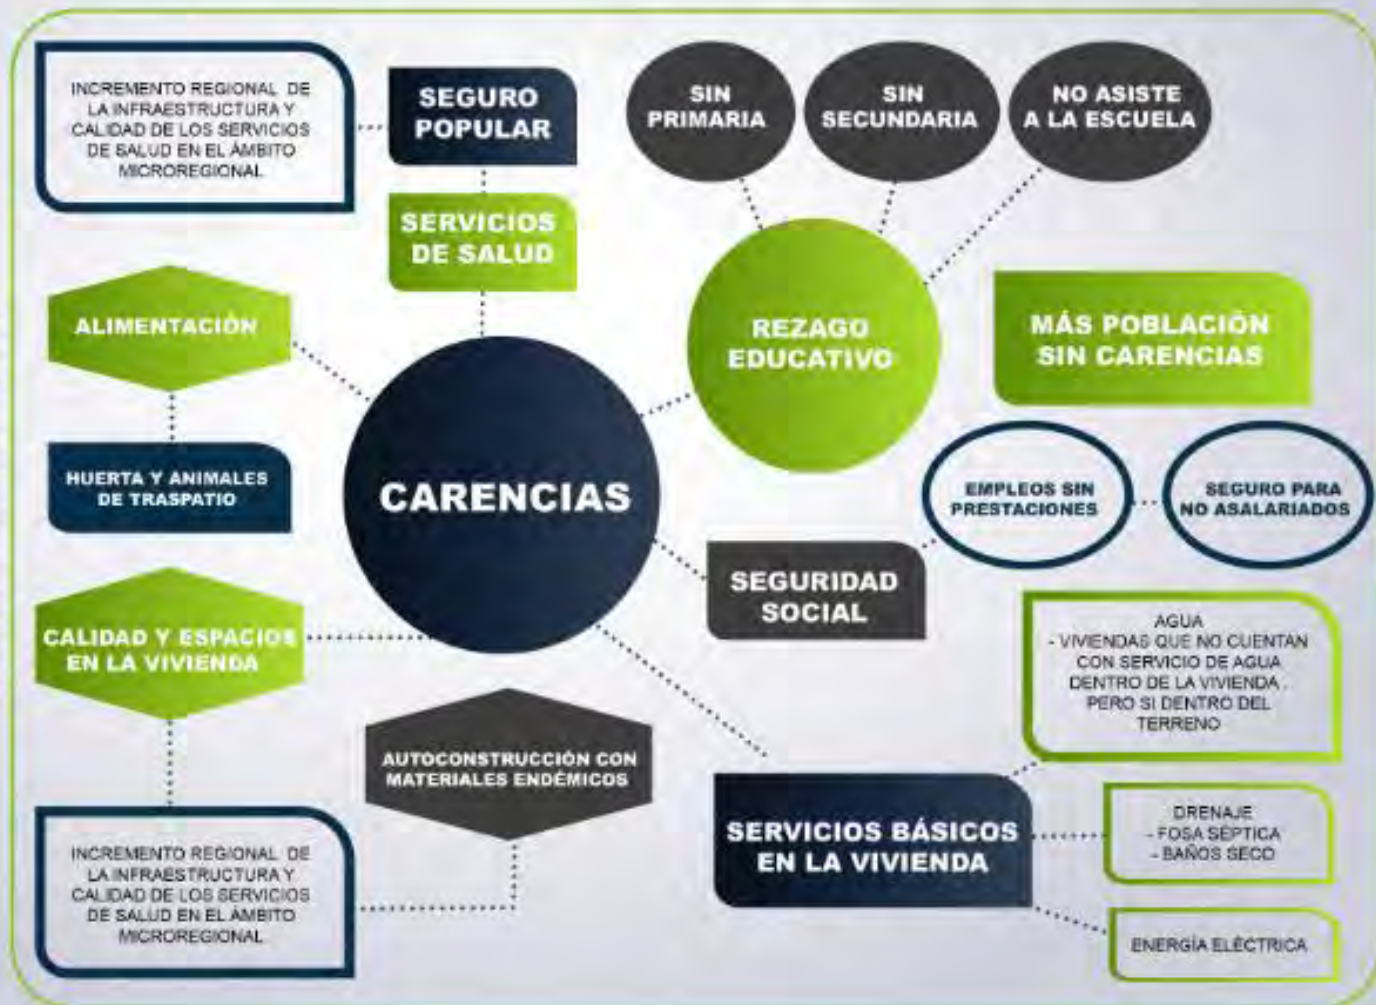 INCREMENTO REGIONAL DE
LA INFRAESTRUCTURA Y
CALIDAD DE LOS SERVICIOS
DE SALUD EN EL ÁMBITO
MICROREGIONAL
SEGURO
POPULAR
SERVICIOS
DE SALUD
SIN
PRIMARIA
SIN
SECUNDARIA
NO ASISTE
A LA ESCUELA
REZAGO
EDUCATIVO
MÁS POBLACIÓN
SIN CARENCIAS
ALIMENTACIÓN
HUERTA Y ANIMALES
DE TRASPATIO
CARENCIAS
EMPLEOS SIN
PRESTACIONES
SEGURO PARA
NO ASALARIADOS
SEGURIDAD
SOCIAL
CALIDAD Y ESPACIOS
EN LA VIVIENDA
AUTOCONSTRUCCIÓN CON
MATERIALES ENDÉMICOS
INCREMENTO REGIONAL DE
LA INFRAESTRUCTURA Y
CALIDAD DE LOS SERVICIOS
DE SALUD EN EL ÁMBITO
MICROREGIONAL
SERVICIOS BÁSICOS
EN LA VIVIENDA
AGUA
- VIVIENDAS QUE NO CUENTAN
CON SERVICIO DE AGUA
DENTRO DE LA VIVIENDA ,
PERO SI DENTRO DEL
TERRENO
DRENAJE
- FOSA SÉPTICA
- BAÑOS SECO
ENERGÍA ELÉCTRICA